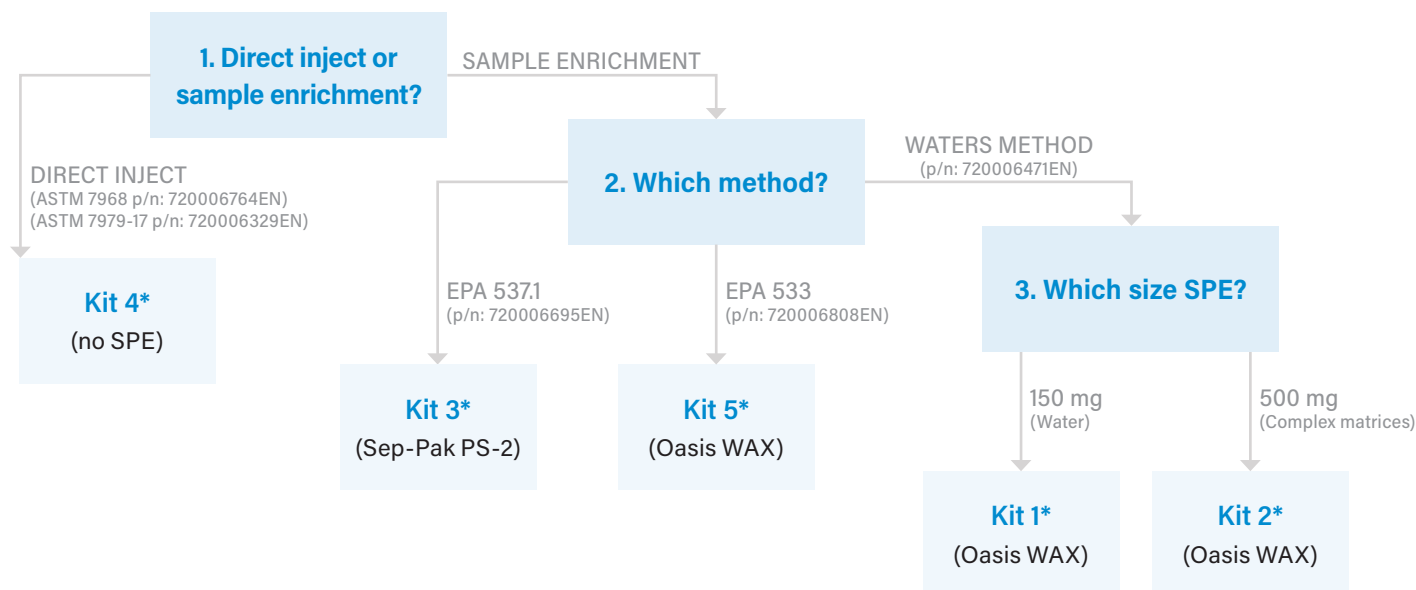 1. Direct inject or
sample enrichment?
SAMPLE ENRICHMENT
DIRECT INJECT
(ASTM 7968 p/n: 720006764EN)
(ASTM 7979-17 p/n: 720006329EN)
2. Which method?
WATERS METHOD
(p/n: 720006471EN)
Kit 4*
(no SPE)
EPA 537.1
(p/n: 720006695EN)
EPA 533
(p/n: 720006808EN)
3. Which size SPE?
Kit 3*
(Sep-Pak PS-2)
Kit 5*
(Oasis WAX)
150 mg
(Water)
500 mg
(Complex matrices)
Kit 1*
(Oasis WAX)
Kit 2*
(Oasis WAX)